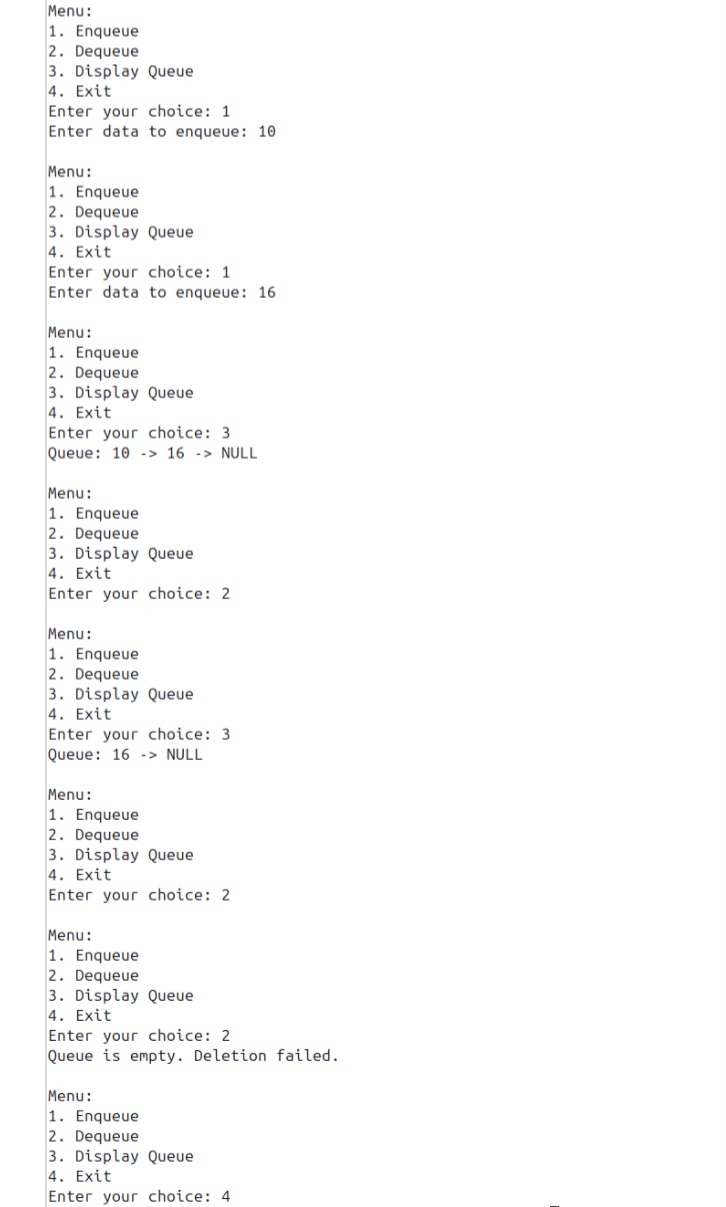 Menu:
1. Enqueue
2. Dequeue
3. Display Queue
4. Exit
Enter your choice: 1
Enter data to enqueue: 10
Menu:
1. Enqueue
2. Dequeue
3. Display Queue
4. Exit
Enter your choice: 1
Enter data to enqueue: 16
Menu:
1. Enqueue
2. Dequeue
3. Display Queue
4. Exit
Enter your choice: 3
Queue: 10 -> 16 -> NULL
Menu:
1. Enqueue
2. Dequeue
3. Display Queue
4. Exit
Enter your choice: 2
Menu:
1. Enqueue
2. Dequeue
3. Display Queue
4. Exit
Enter your choice: 3
Queue: 16 -> NULL
Menu:
1. Enqueue
2. Dequeue
3. Display Queue
4. Exit
Enter your choice: 2
Menu:
1. Enqueue
2. Dequeue
3. Display Queue
4. Exit
Enter your choice: 2
Queue is empty. Deletion failed.
Menu:
1. Enqueue
2. Dequeue
3. Display Queue
4. Exit
Enter your choice: 4